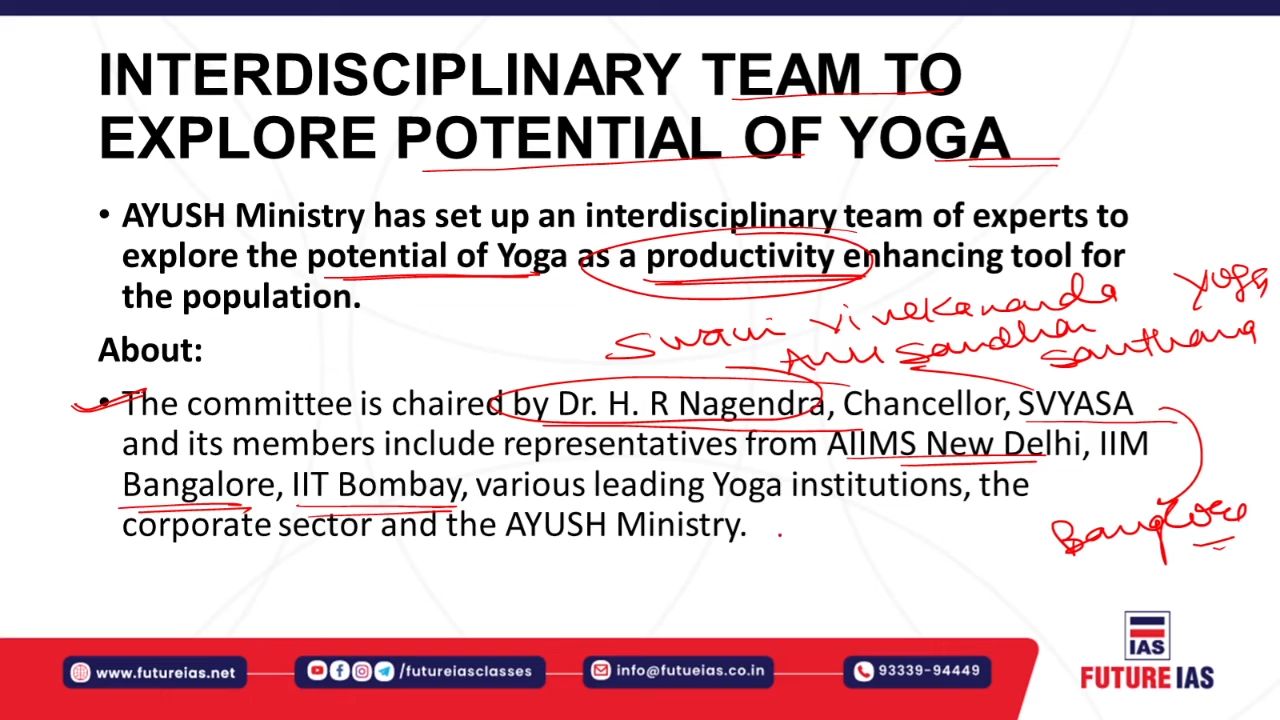 INTERDISCIPLINARY TEAM TO
EXPLORE POTENTIAL OF YOGA
• AYUSH Ministry has set up an interdisciplinary team of experts to
explore the potential of Yoga as a productivity enhancing tool for
the population.
Swami Vivekananda Yoga
Anusandhan Santhana
About:
• The committee is chaired by Dr. H. R Nagendra, Chancellor, SVYASA
and its members include representatives from AIIMS New Delhi, IIM
Bangalore, IIT Bombay, various leading Yoga institutions, the
corporate sector and the AYUSH Ministry.
Bangalore
IAS
FUTURE IAS
www.futureias.net
/futureiasclasses
info@futueias.co.in
93339-94449